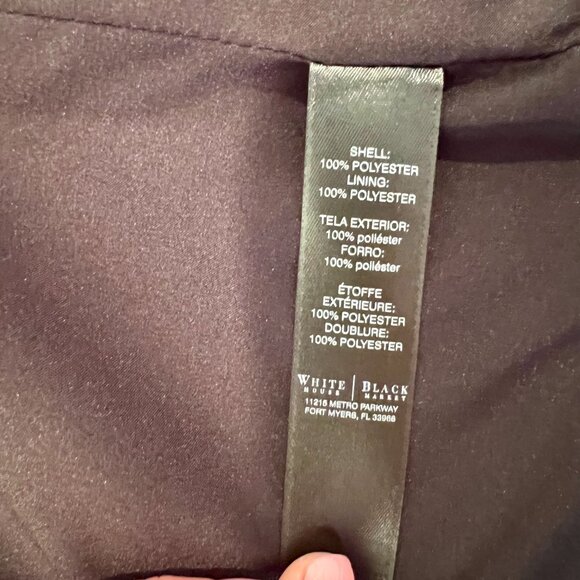 SHELL:
100% POLYESTER
LINING:
100% POLYESTER
TELA EXTERIOR:
100% poliéster
FORRO:
100% poliéster
ÉTOFFE
EXTÉRIEURE:
100% POLYESTER
DOUBLURE:
100% POLYESTER
WHITE | BLACK
HOUSE MARKET
11215 METRO PARKWAY
FORT MYERS, FL 33966